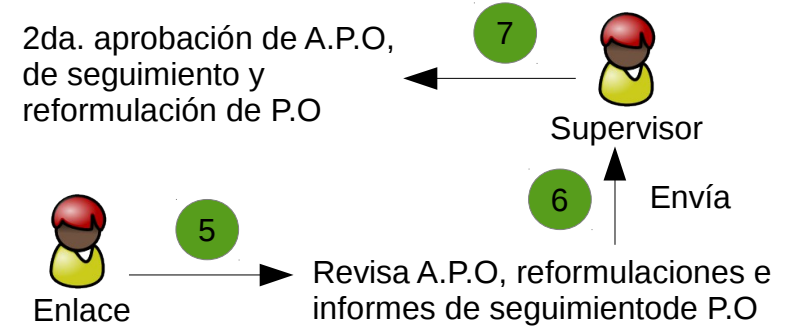 2da. aprobación de A.P.O,
de seguimiento y
reformulación de P.O
7
Supervisor
6
Envía
5
Enlace
Revisa A.P.O, reformulaciones e
informes de seguimientode P.O